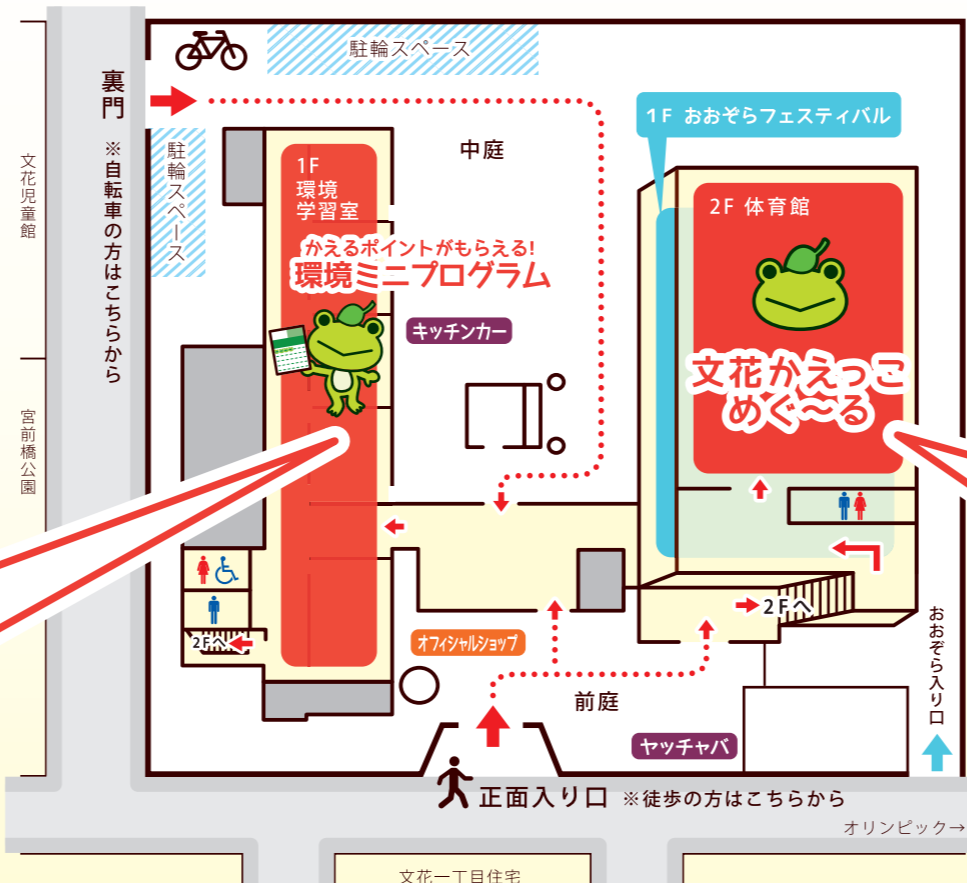 駐輪スペース
裏門
※自転車の方はこちらから
駐輪スペース
文花児童館
宮前橋公園
中庭
1F
環境
学習室
かえるポイントがもらえる!
環境ミニプログラム
キッチンカー
1F おおぞらフェスティバル
2F 体育館
文花かえっこ
めぐ〜る
2Fへ
2Fへ
オフィシャルショップ
前庭
ヤッチャバ
おおぞら入り口
正面入り口 ※徒歩の方はこちらから
オリンピック→
文花一丁目住宅